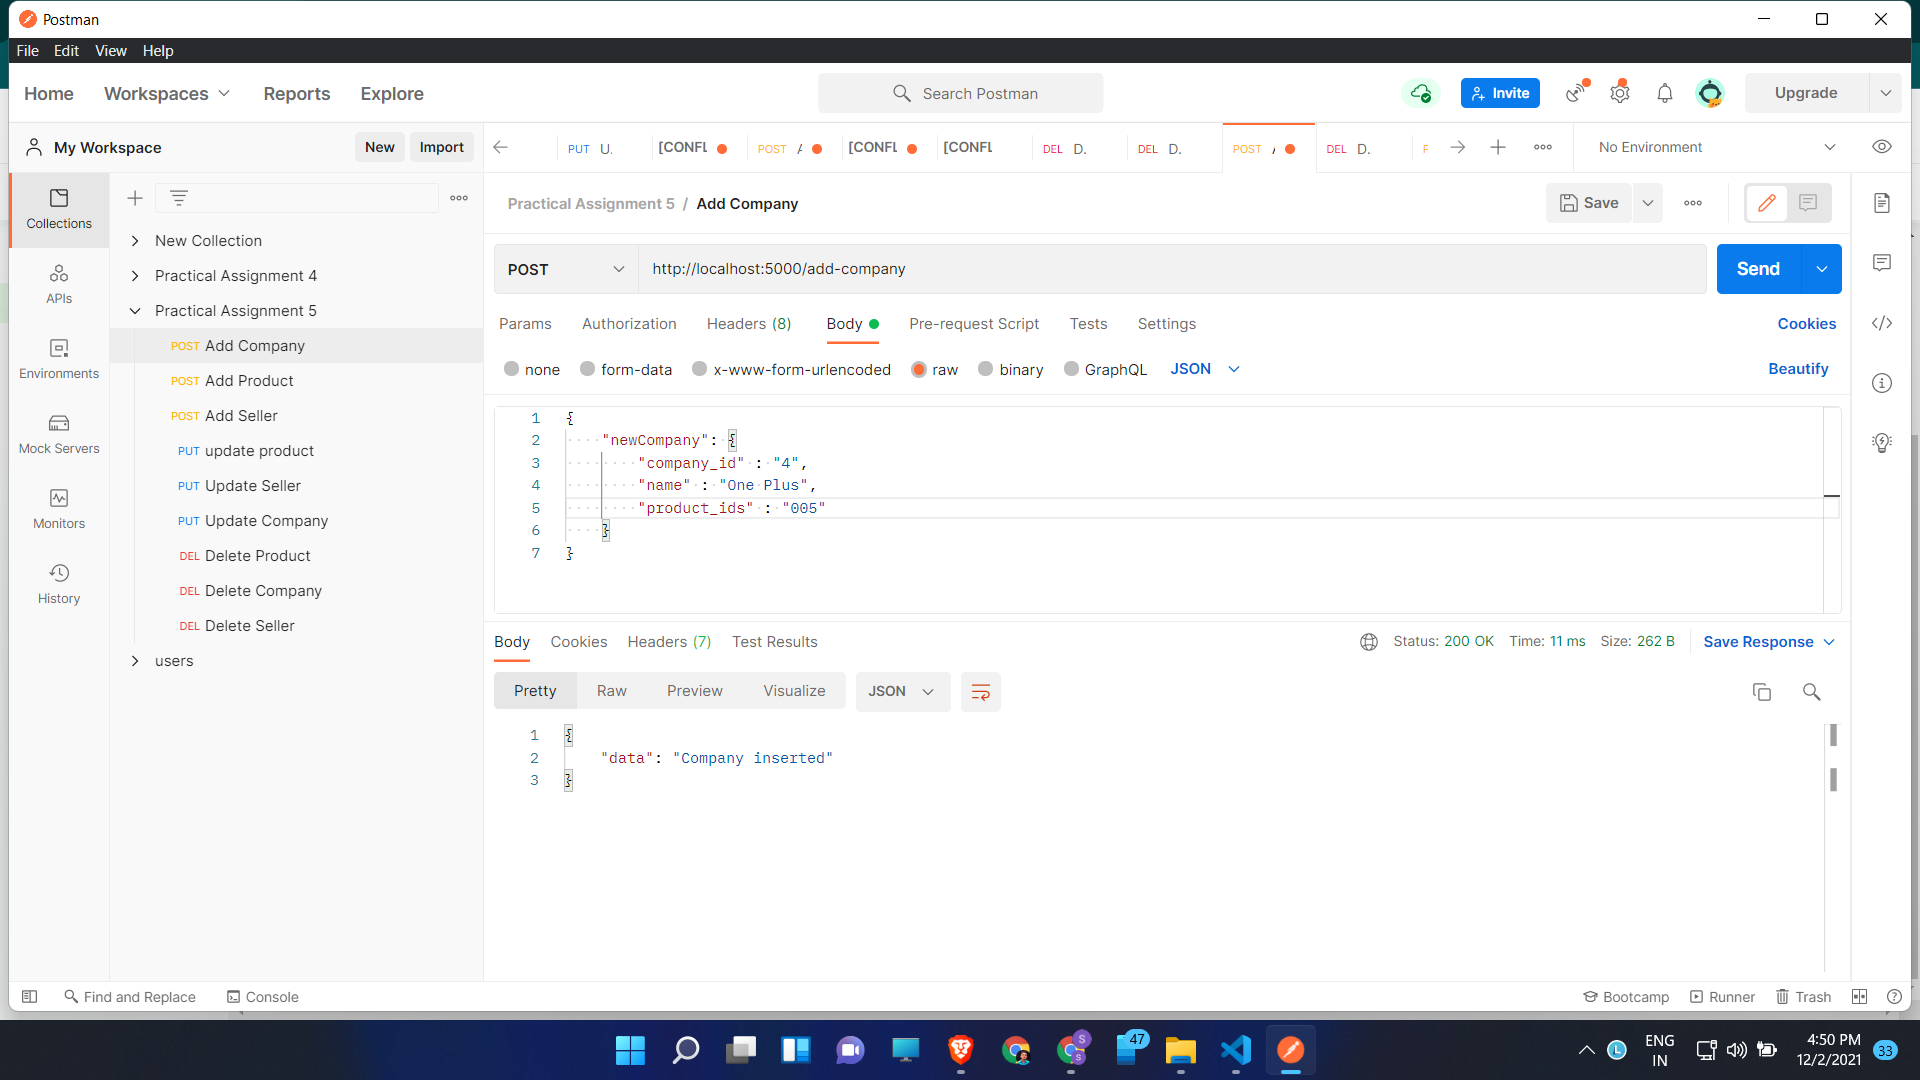 Postman
File Edit View Help
Home Workspaces Reports Explore
Search Postman
Invite
Upgrade
My Workspace New Import
PUT U.
[CONFL
POST
[CONFL
[CONFL
DEL D.
DEL D.
POST
DEL D.
No Environment
Collections
APIs
Environments
Mock Servers
Monitors
History
New Collection
Practical Assignment 4
Practical Assignment 5
POST Add Company
POST Add Product
POST Add Seller
PUT update product
PUT Update Seller
PUT Update Company
DEL Delete Product
DEL Delete Company
DEL Delete Seller
users
Practical Assignment 5 / Add Company
Save
POST http://localhost:5000/add-company Send
Params Authorization Headers (8) Body Pre-request Script Tests Settings Cookies
none form-data x-www-form-urlencoded raw binary GraphQL JSON Beautify
1 {
2 "newCompany": {
3 "company_id" : "4",
4 "name" : "One Plus",
5 "product_ids" : "005"
6 }
7 }
Body Cookies Headers (7) Test Results Status: 200 OK Time: 11 ms Size: 262 B Save Response
Pretty Raw Preview Visualize JSON
1 {
2 "data": "Company inserted"
3 }
Find and Replace Console Bootcamp Runner Trash
S
S
47
L
ENG
IN
4:50 PM
12/2/2021
33